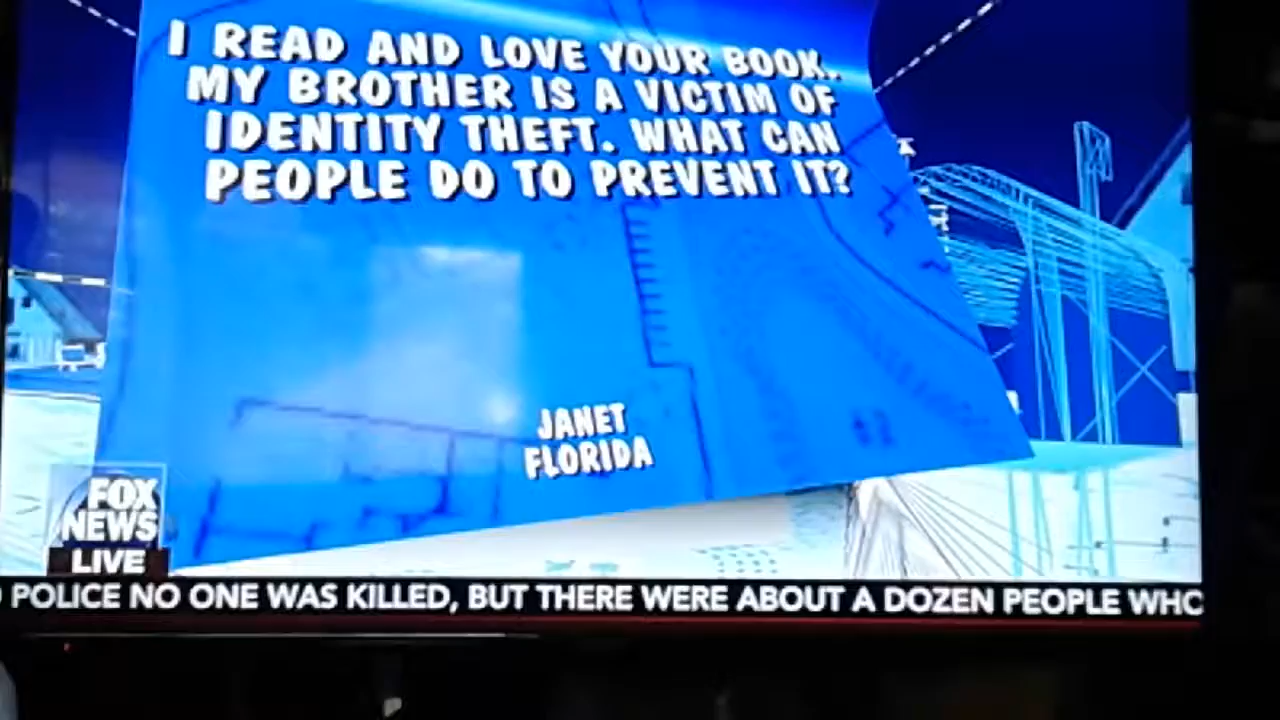 I READ AND LOVE YOUR BOOK.
MY BROTHER IS A VICTIM OF
IDENTITY THEFT. WHAT CAN
PEOPLE DO TO PREVENT IT?
JANET
FLORIDA
FOX
NEWS
LIVE
POLICE NO ONE WAS KILLED, BUT THERE WERE ABOUT A DOZEN PEOPLE WHO